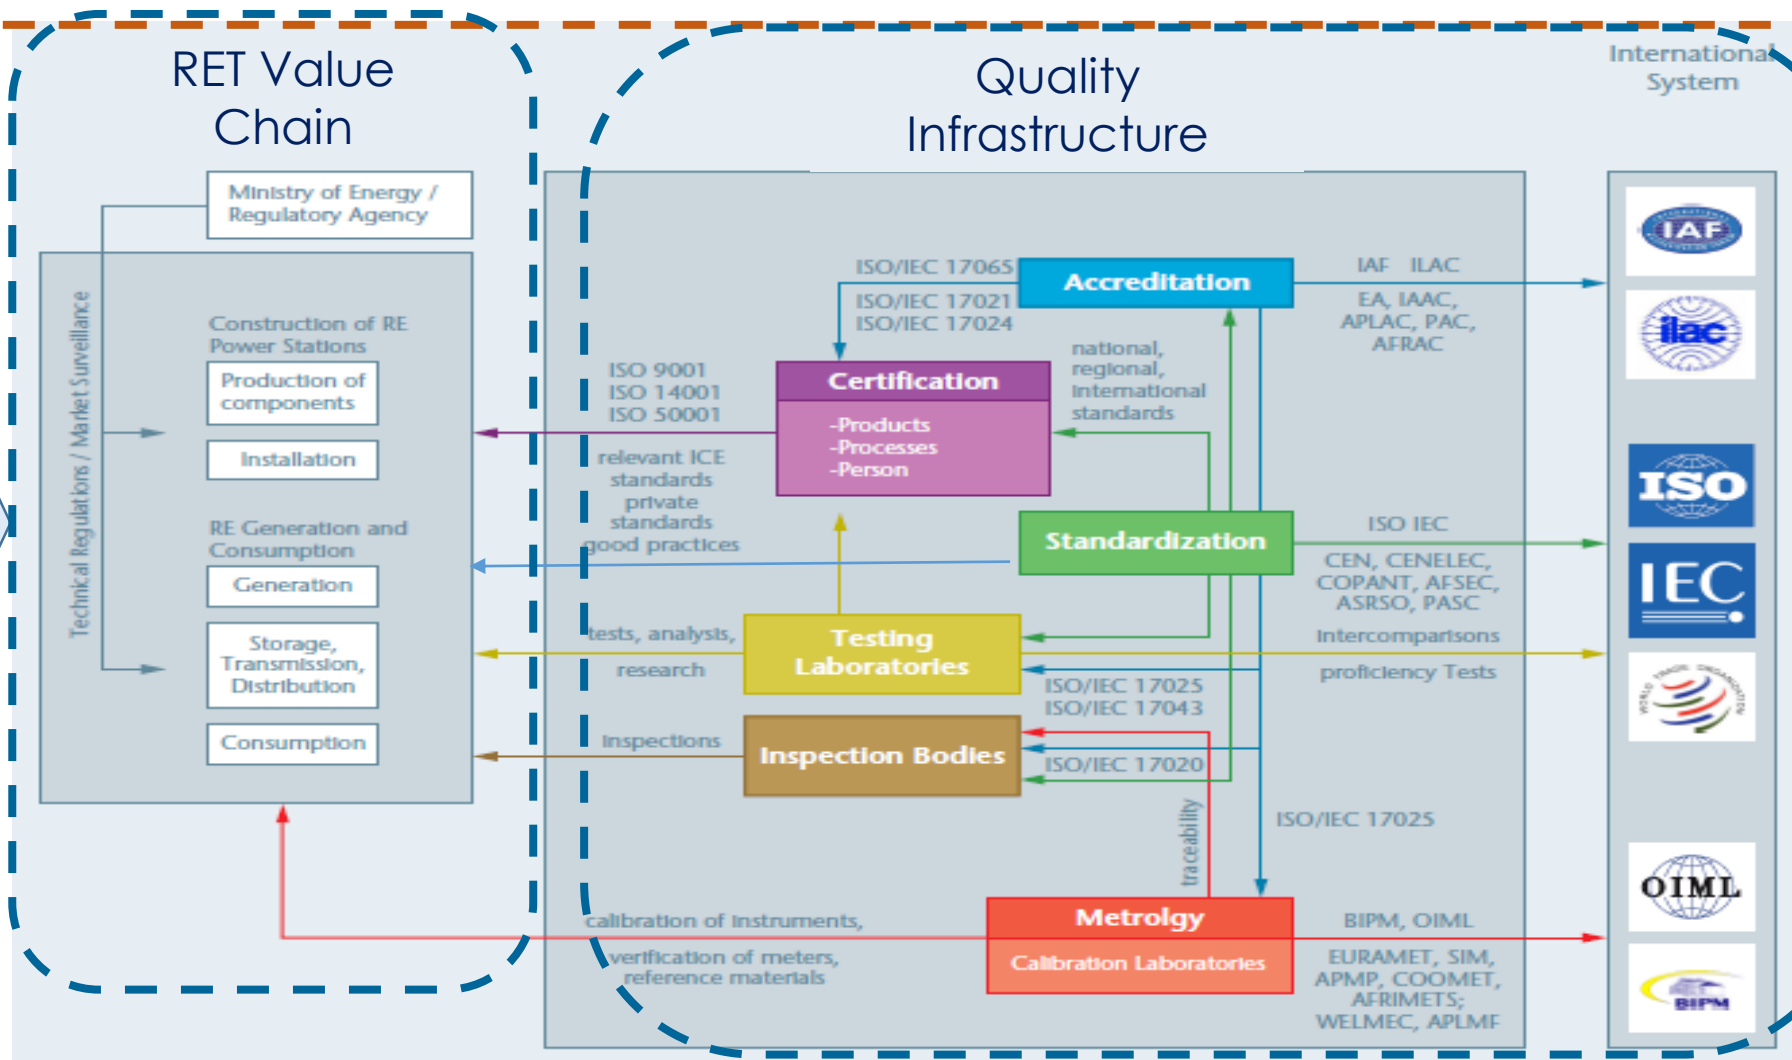 RET Value
Chain
Quality
Infrastructure
International
System
Ministry of Energy /
Regulatory Agency
Technical Regulations / Market Surveillance
Construction of RE
Power Stations
Production of
components
Installation
RE Generation and
Consumption
Generation
Storage,
Transmission,
Distribution
Consumption
ISO 9001
ISO 14001
ISO 50001
relevant ICE
standards
private
standards
good practices
tests, analysis,
research
inspections
calibration of instruments,
verification of meters,
reference materials
ISO/IEC 17065
ISO/IEC 17021
ISO/IEC 17024
Accreditation
Certification
-Products
-Processes
-Person
national,
regional,
international
standards
Standardization
Testing
Laboratories
ISO/IEC 17025
ISO/IEC 17043
Inspection Bodies
ISO/IEC 17020
traceability
ISO/IEC 17025
Metrolgy
Calibration Laboratories
IAF ILAC
EA, IAAC,
APLAC, PAC,
AFRAC
ISO IEC
CEN, CENELEC,
COPANT, AFSEC,
ASRSO, PASC
intercomparisons
proficiency Tests
BIPM, OIML
EURAMET, SIM,
APMP, COOMET,
AFRIMETS;
WELMEC, APLMF
IAF
ilac
ISO
IEC
WORLD TRADE ORGANIZATION
OIML
BIPM